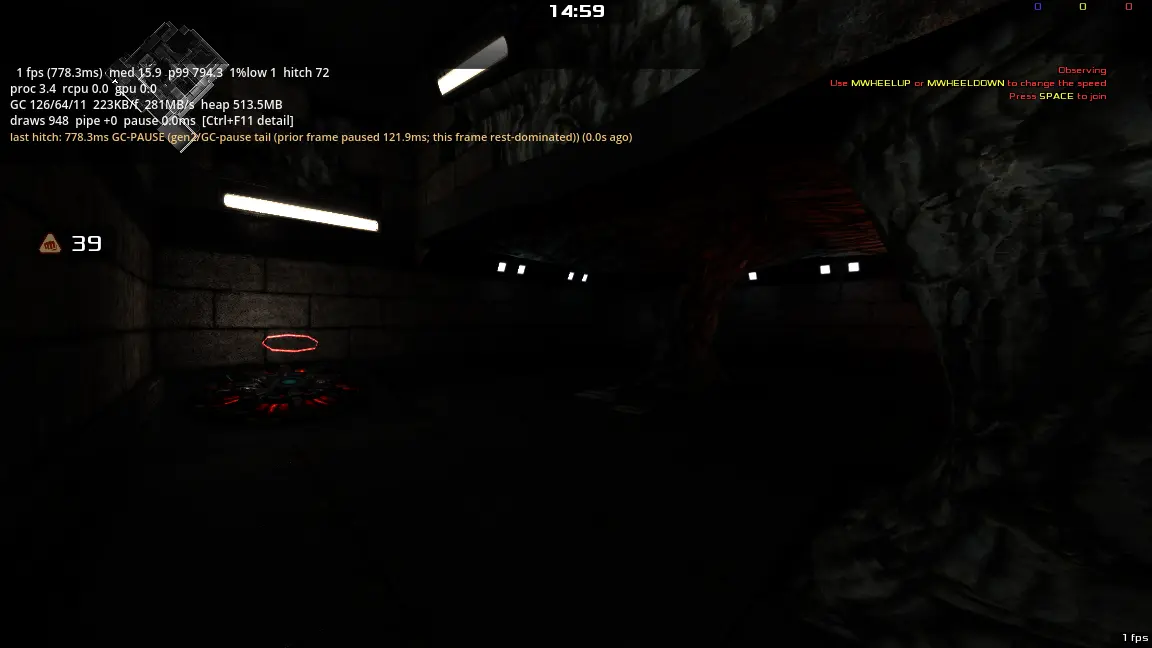 14:59
0 0 0
1 fps (778.3ms) med 15.9 p99 794.3 1%low 1 hitch 72
proc 3.4 rcpu 0.0 gpu 0.0
GC 126/64/11 223KB/f 281MB/s heap 513.5MB
draws 948 pipe +0 pause 0.0ms [Ctrl+F11 detail]
last hitch: 778.3ms GC-PAUSE (gen2/GC-pause tail (prior frame paused 121.9ms; this frame rest-dominated)) (0.0s ago)
Observing
Use MWHEELUP or MWHEELDOWN to change the speed
Press SPACE to join
39
1 fps